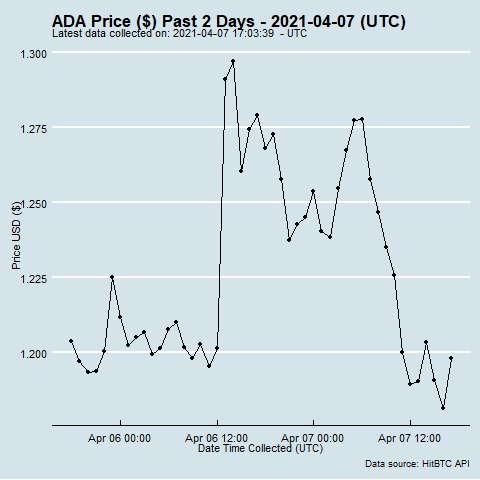 ADA Price ($) Past 2 Days - 2021-04-07 (UTC)
Latest data collected on: 2021-04-07 17:03:39 - UTC
1.300
1.275
1.250
1.225
1.200
Price USD ($)
Apr 06 00:00
Apr 06 12:00
Apr 07 00:00
Apr 07 12:00
Date Time Collected (UTC)
Data source: HitBTC API